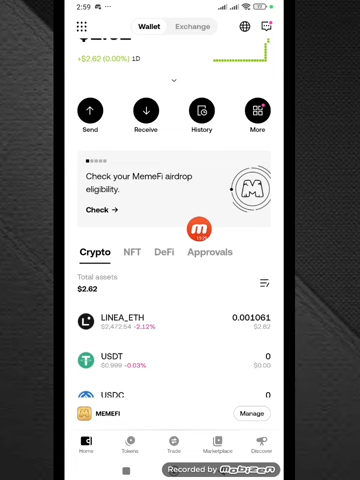 2:59
Wallet
Exchange
+$2.62 (0.00%) 1D
Send
Receive
History
More
Check your MemeFi airdrop
eligibility.
Check →
Crypto
NFT
DeFi
Approvals
Total assets
$2.62
LINEA_ETH
0.001061
$2,472.54 -2.12%
$2.62
USDT
0
$0.999 -0.03%
$0.00
USDC
0
MEMEFI
Manage
Home
Tokens
Trade
Marketplace
Discover
Recorded by mobizen